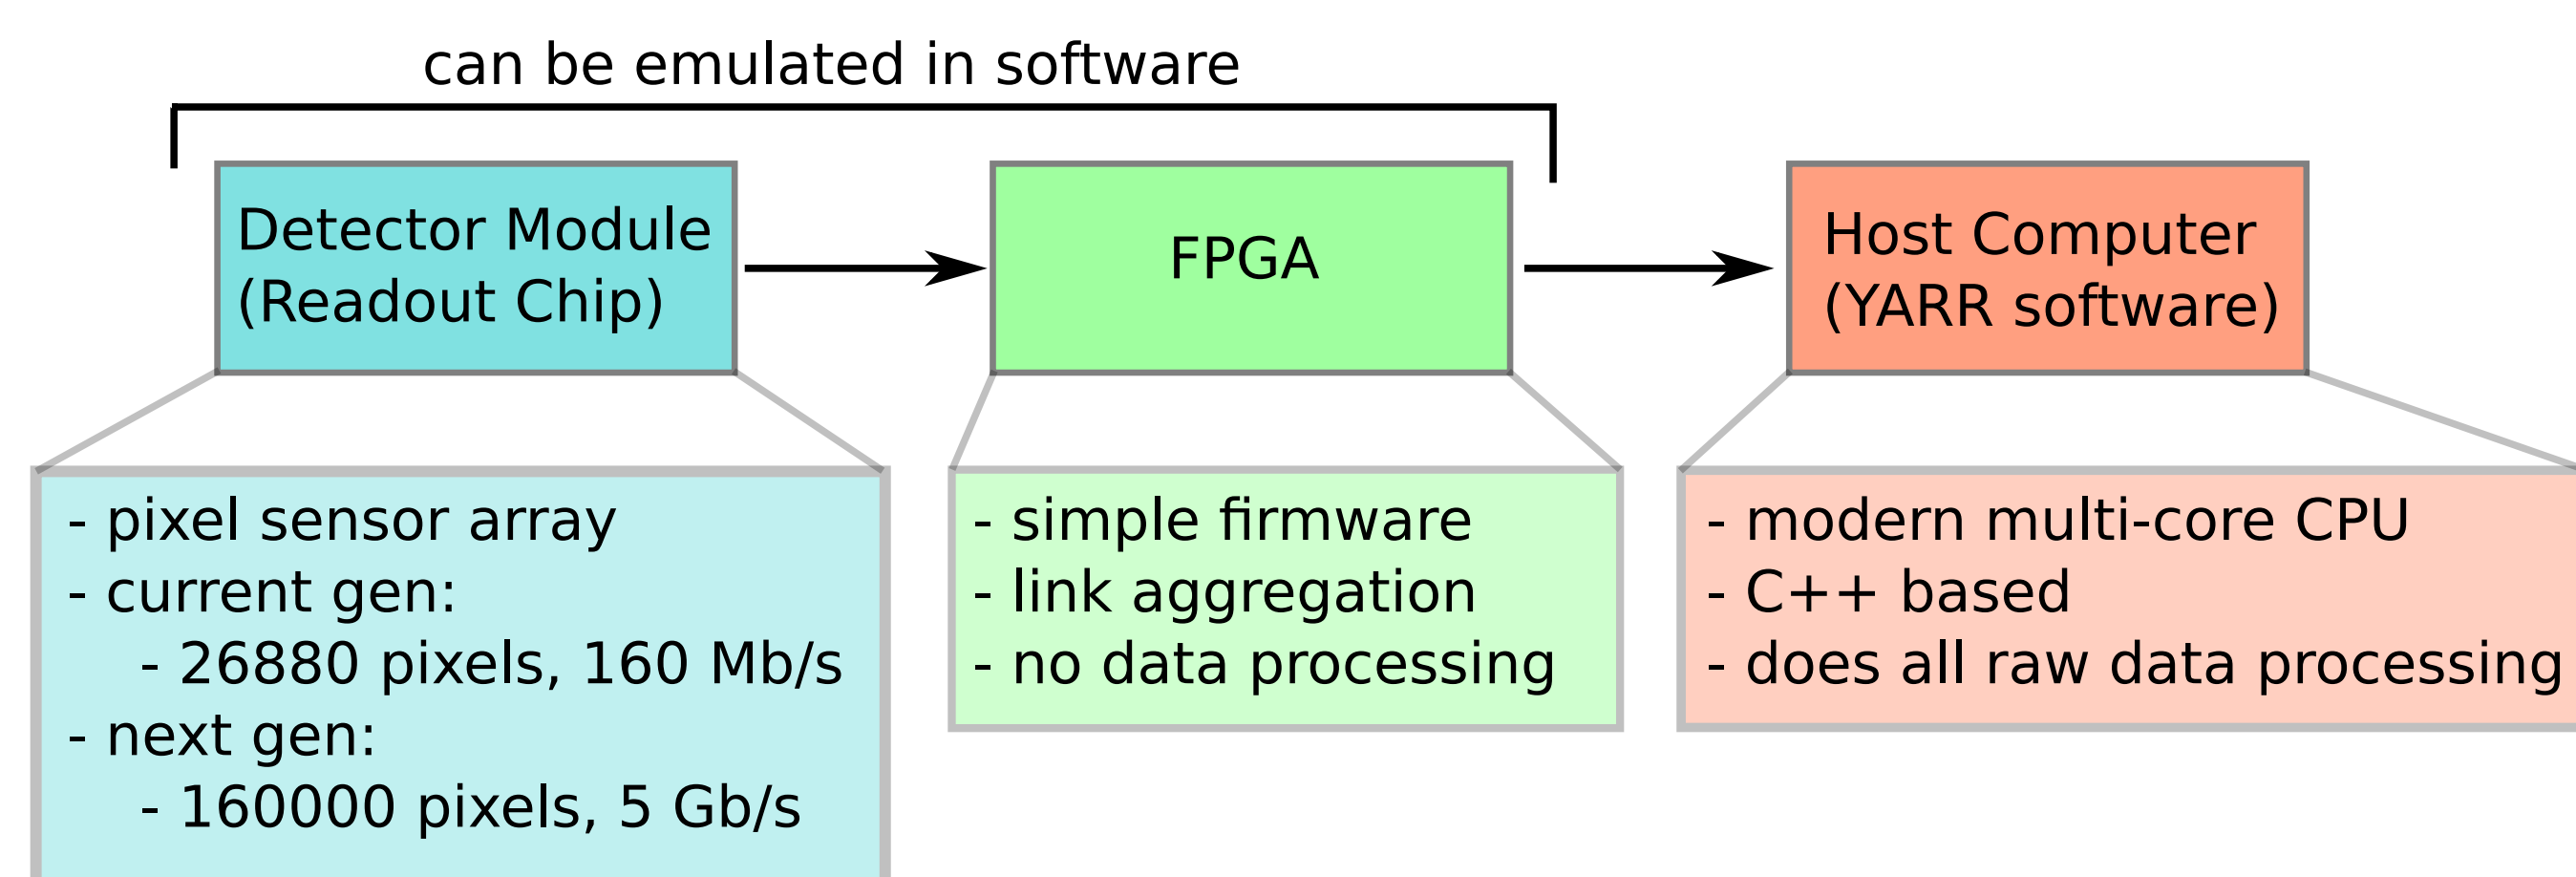 can be emulated in software
Detector Module
(Readout Chip)
FPGA
Host Computer
(YARR software)
- pixel sensor array
- current gen:
- 26880 pixels, 160 Mb/s
- next gen:
- 160000 pixels, 5 Gb/s
- simple firmware
- link aggregation
- no data processing
- modern multi-core CPU
- C++ based
- does all raw data processing